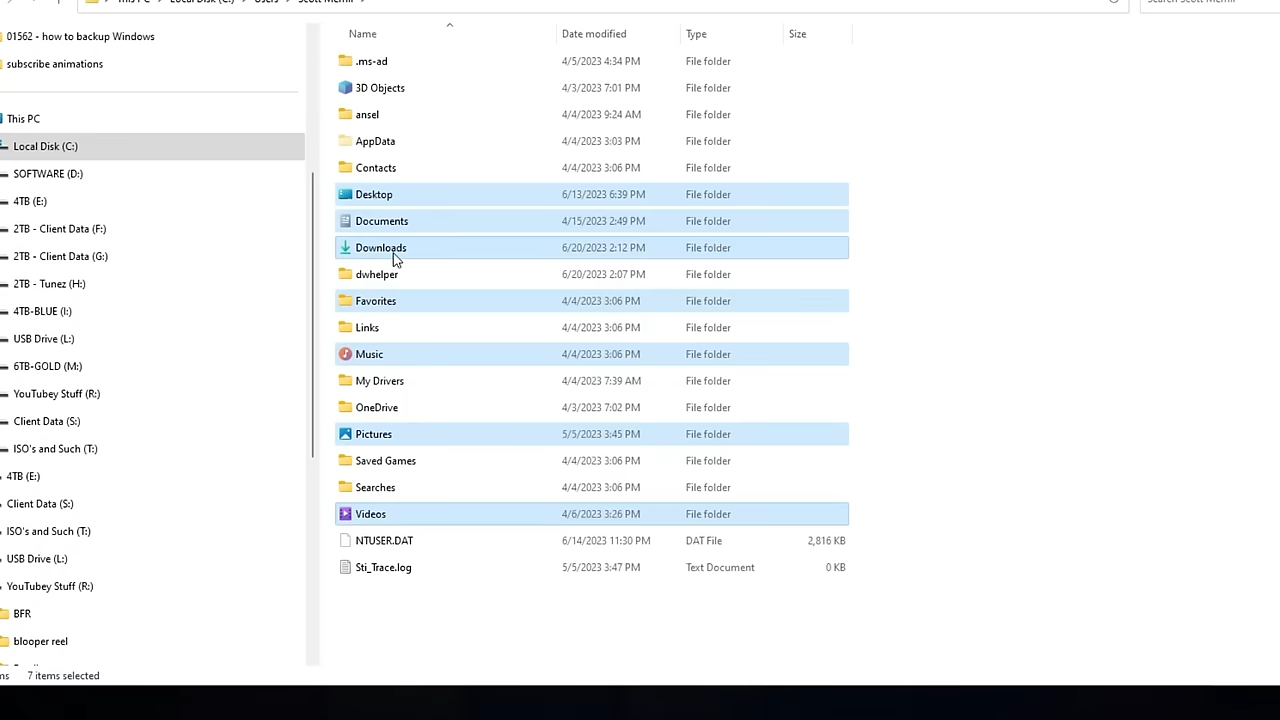 This PC Local Disk (C:) Users Scott Merrill Search Scott Merrill
01562 - how to backup Windows
subscribe animations
This PC
Local Disk (C:)
SOFTWARE (D:)
4TB (E:)
2TB - Client Data (F:)
2TB - Client Data (G:)
2TB - Tunez (H:)
4TB-BLUE (I:)
USB Drive (L:)
6TB-GOLD (M:)
YouTubey Stuff (R:)
Client Data (S:)
ISO's and Such (T:)
4TB (E:)
Client Data (S:)
ISO's and Such (T:)
USB Drive (L:)
YouTubey Stuff (R:)
BFR
blooper reel
Name Date modified Type Size
.ms-ad 4/5/2023 4:34 PM File folder
3D Objects 4/3/2023 7:01 PM File folder
ansel 4/4/2023 9:24 AM File folder
AppData 4/4/2023 3:03 PM File folder
Contacts 4/4/2023 3:06 PM File folder
Desktop 6/13/2023 6:39 PM File folder
Documents 4/15/2023 2:49 PM File folder
Downloads 6/20/2023 2:12 PM File folder
dwhelper 6/20/2023 2:07 PM File folder
Favorites 4/4/2023 3:06 PM File folder
Links 4/4/2023 3:06 PM File folder
Music 4/4/2023 3:06 PM File folder
My Drivers 4/4/2023 7:39 AM File folder
OneDrive 4/3/2023 7:02 PM File folder
Pictures 5/5/2023 3:45 PM File folder
Saved Games 4/4/2023 3:06 PM File folder
Searches 4/4/2023 3:06 PM File folder
Videos 4/6/2023 3:26 PM File folder
NTUSER.DAT 6/14/2023 11:30 PM DAT File 2,816 KB
Sti_Trace.log 5/5/2023 3:47 PM Text Document 0 KB
7 items selected